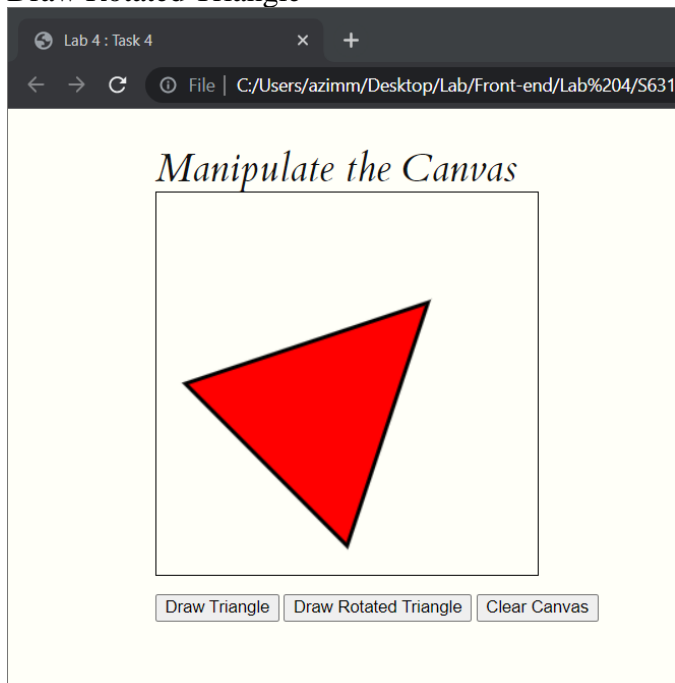 Draw Rotated Triangle
Lab 4 : Task 4
File | C:/Users/azimm/Desktop/Lab/Front-end/Lab%204/S631
Manipulate the Canvas
Draw Triangle Draw Rotated Triangle Clear Canvas